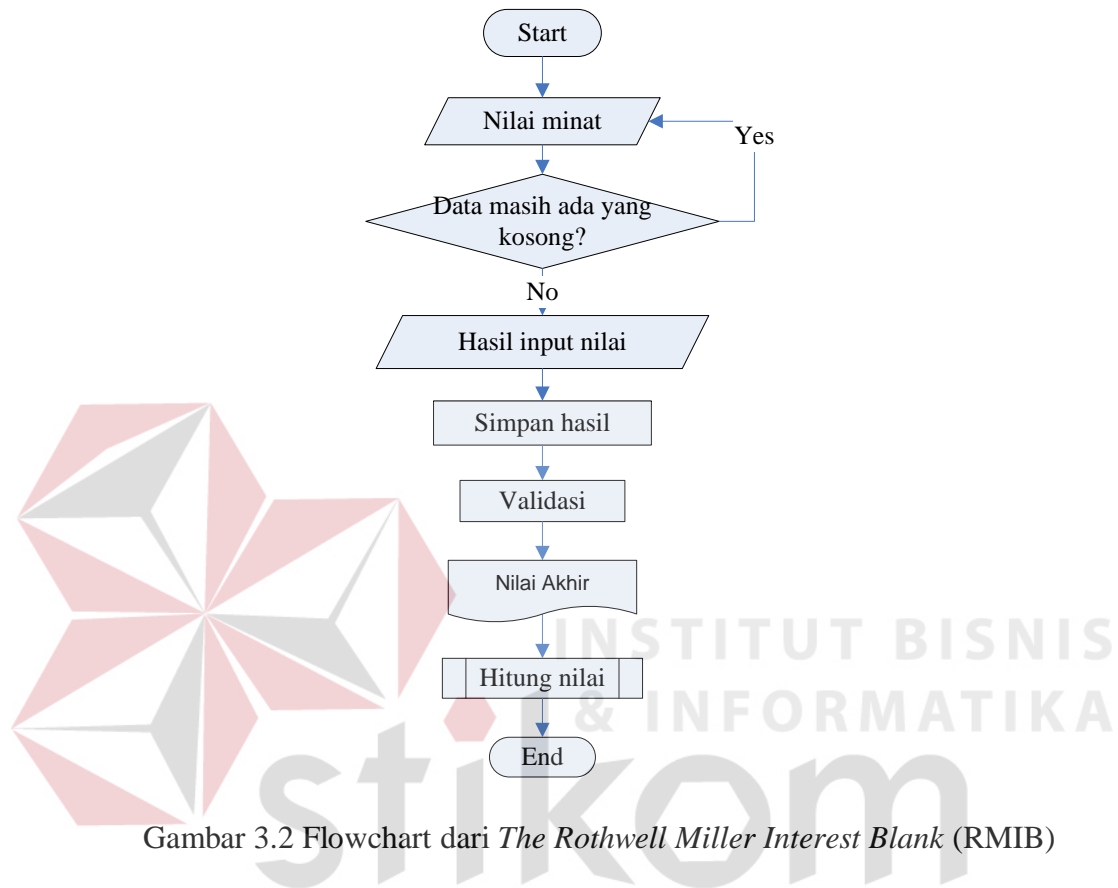 Start
Nilai minat
Yes
Data masih ada yang
kosong?
No
Hasil input nilai
Simpan hasil
Validasi
Nilai Akhir
INSTITUT BISNIS
Hitung nilai
& INFORMATIKA
End
stikom
Gambar 3.2 Flowchart dari The Rothwell Miller Interest Blank (RMIB)